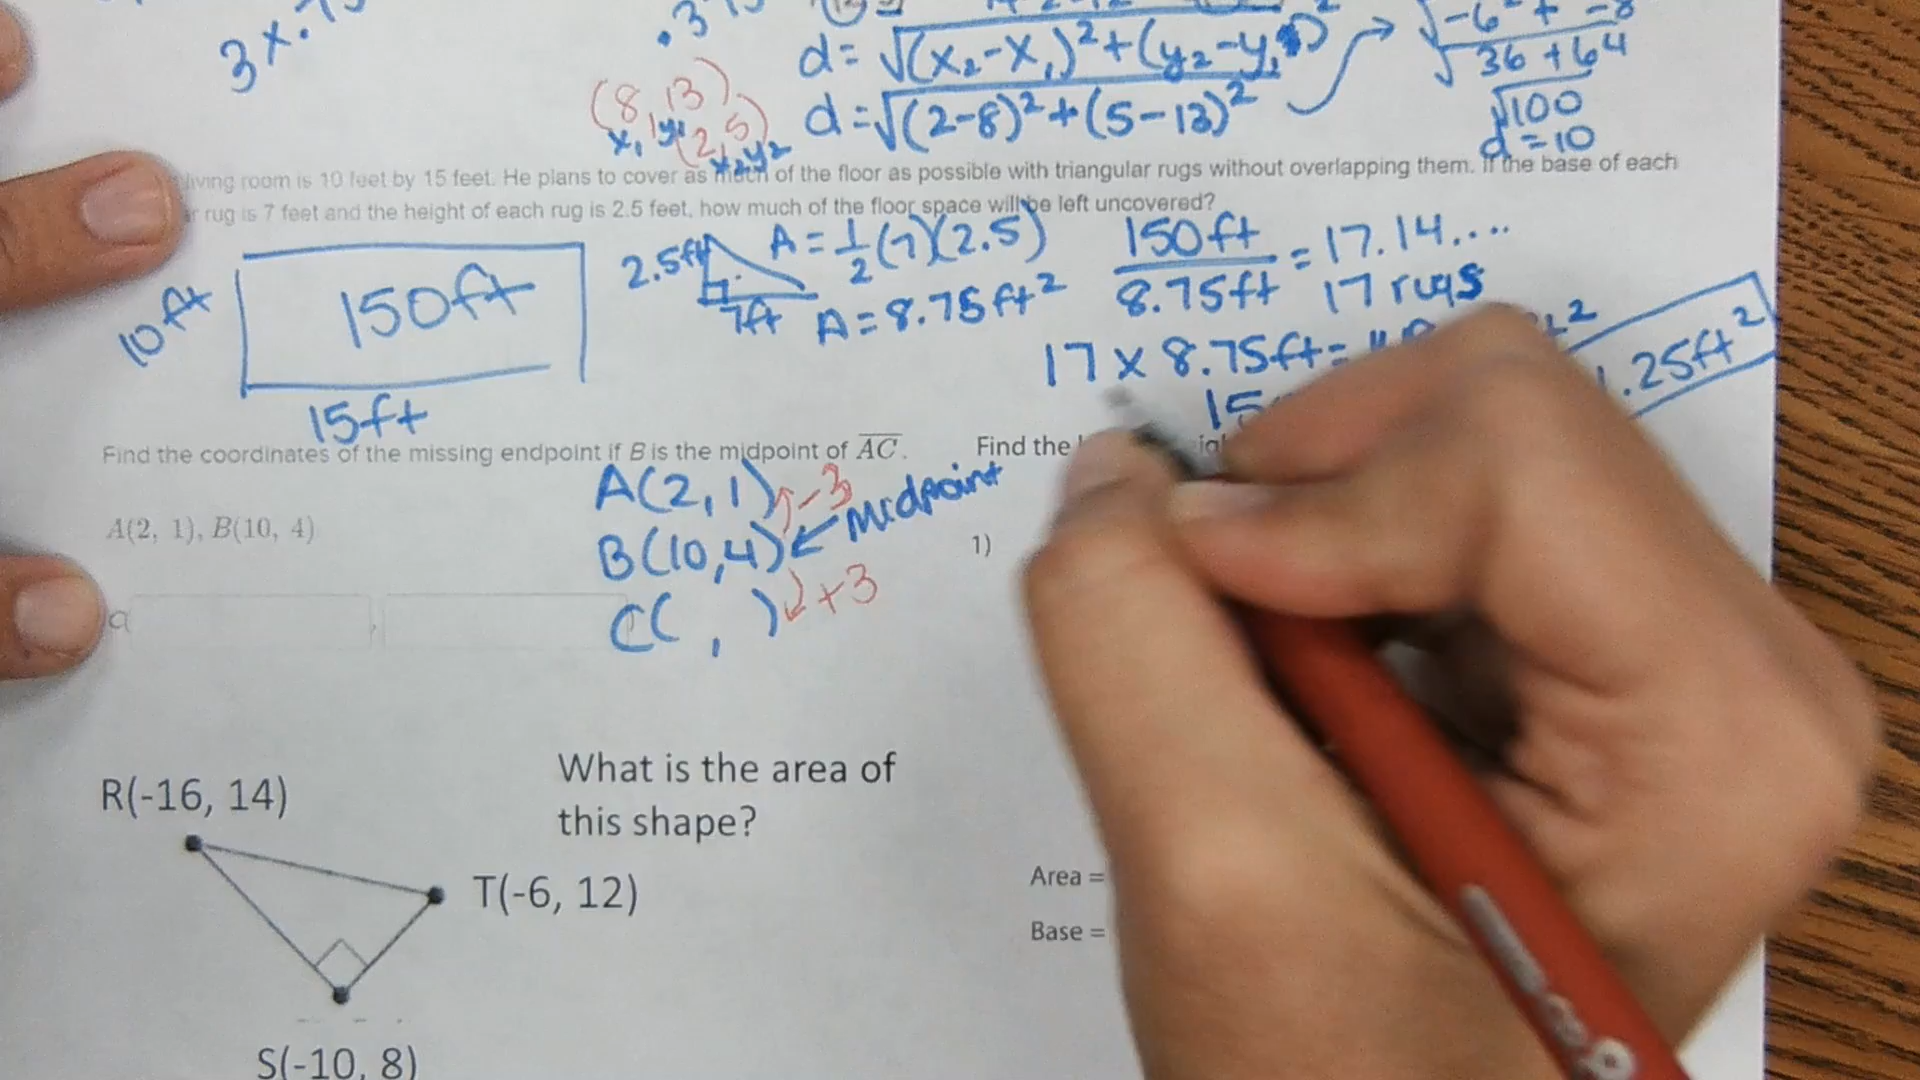 3x.75
.375
d=√(x₂-x₁)²+(y₂-y₁)²
√-6²+-8
√36+64
(8,13)
x₁ y₁
(2,5)
x₂ y₂
d=√(2-8)²+(5-13)²
√100
d=10
living room is 10 feet by 15 feet. He plans to cover as much of the floor as possible with triangular rugs without overlapping them. If the base of each
rug is 7 feet and the height of each rug is 2.5 feet, how much of the floor space will be left uncovered?
10ft
150ft
15ft
2.5ft
7ft
A=½(7)(2.5)
A=8.75ft²
150ft/8.75ft=17.14....
17 rugs
17x8.75ft=
.25ft²
Find the coordinates of the missing endpoint if B is the midpoint of A̅C̅.
A(2, 1), B(10, 4)
A(2,1) -3
B(10,4) ← Midpoint
C( , ) +3
Find the
1)
R(-16, 14)
T(-6, 12)
S(-10, 8)
What is the area of
this shape?
Area =
Base =